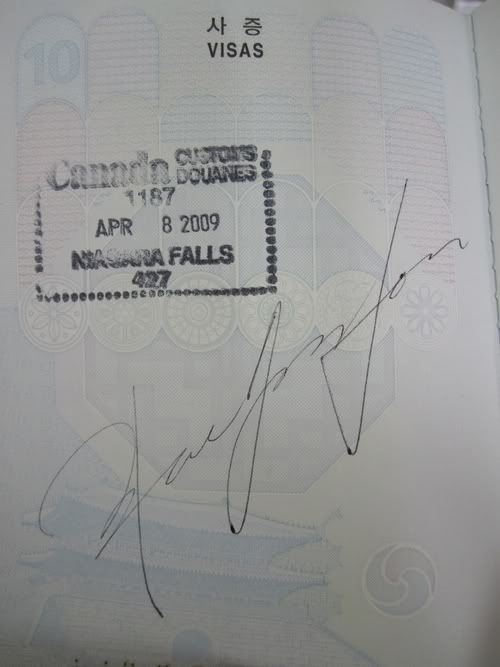 사 증
VISAS
10
Canada CUSTOMS
DOUANES
1187
APR 8 2009
NIAGARA FALLS
427